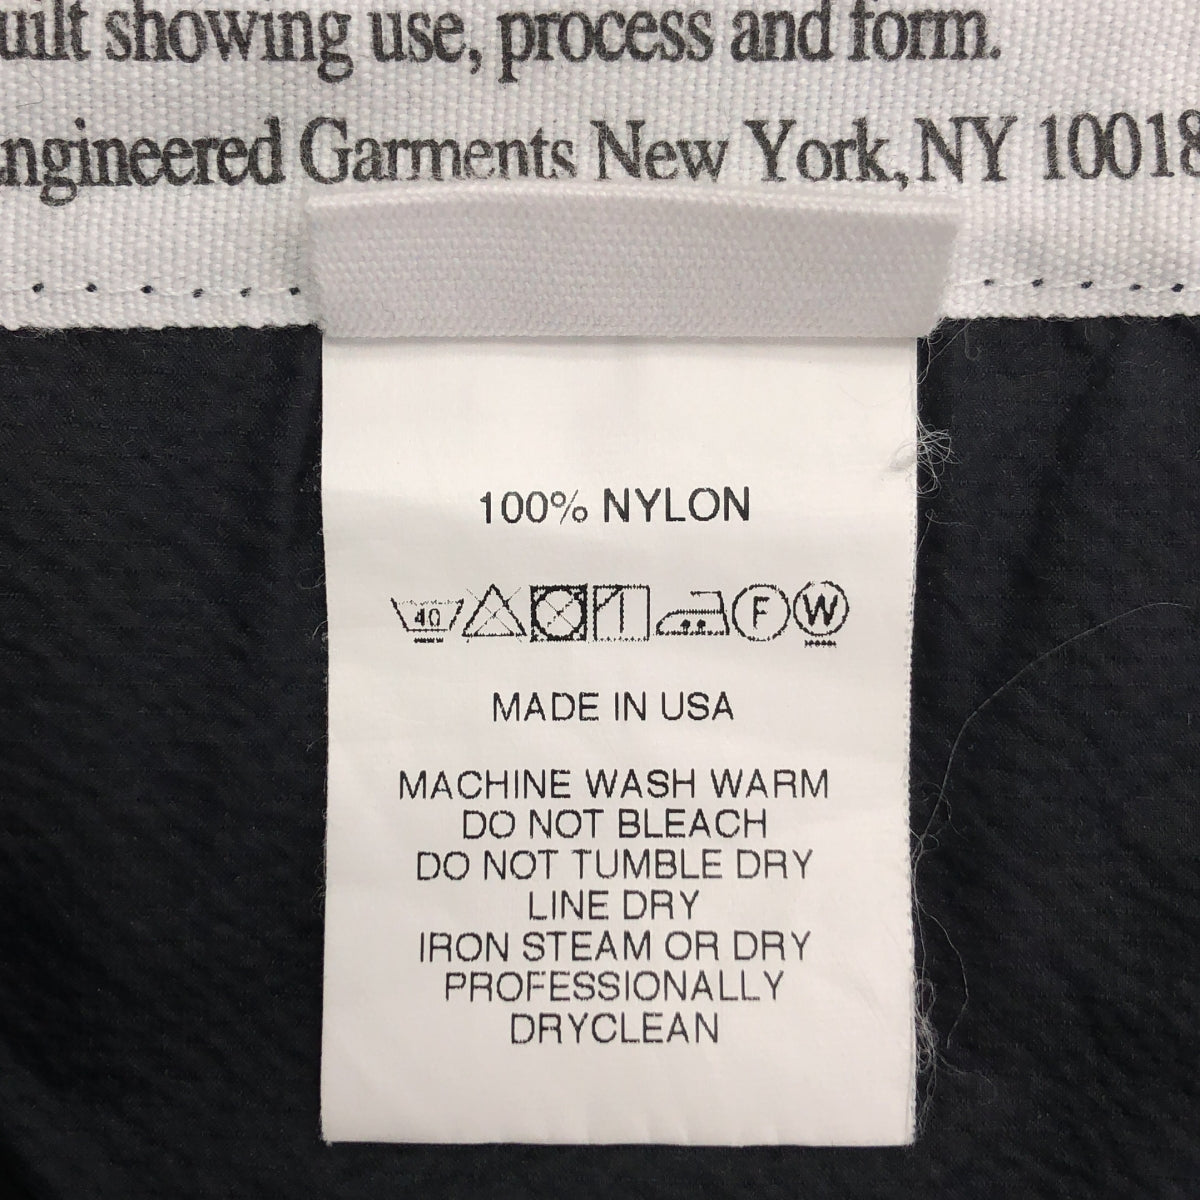 uilt showing use, process and form.
ngineered Garments New York, NY 10018
100% NYLON
40 F W
MADE IN USA
MACHINE WASH WARM
DO NOT BLEACH
DO NOT TUMBLE DRY
LINE DRY
IRON STEAM OR DRY
PROFESSIONALLY
DRYCLEAN